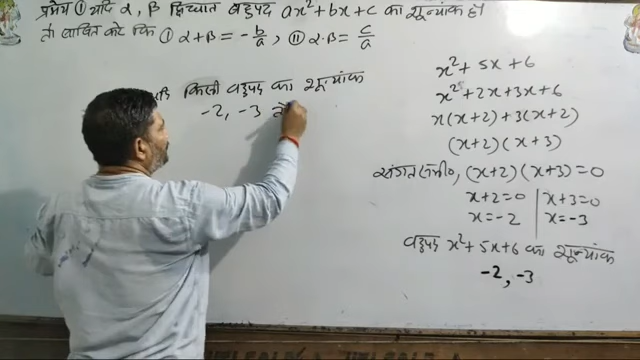 प्रमेय ① यदि α, β द्विघात बहुपद ax²+bx+c का शून्यांक हो
तो साबित करें कि ① α+β = -b/a, ⑪ α·β = c/a
यदि किसी बहुपद का शून्यांक
-2, -3
x²+5x+6
x²+2x+3x+6
x(x+2)+3(x+2)
(x+2)(x+3)
(x+2)(x+3)=0
x+2=0 | x+3=0
x=-2 | x=-3
बहुपद x²+5x+6 का शून्यांक
-2, -3